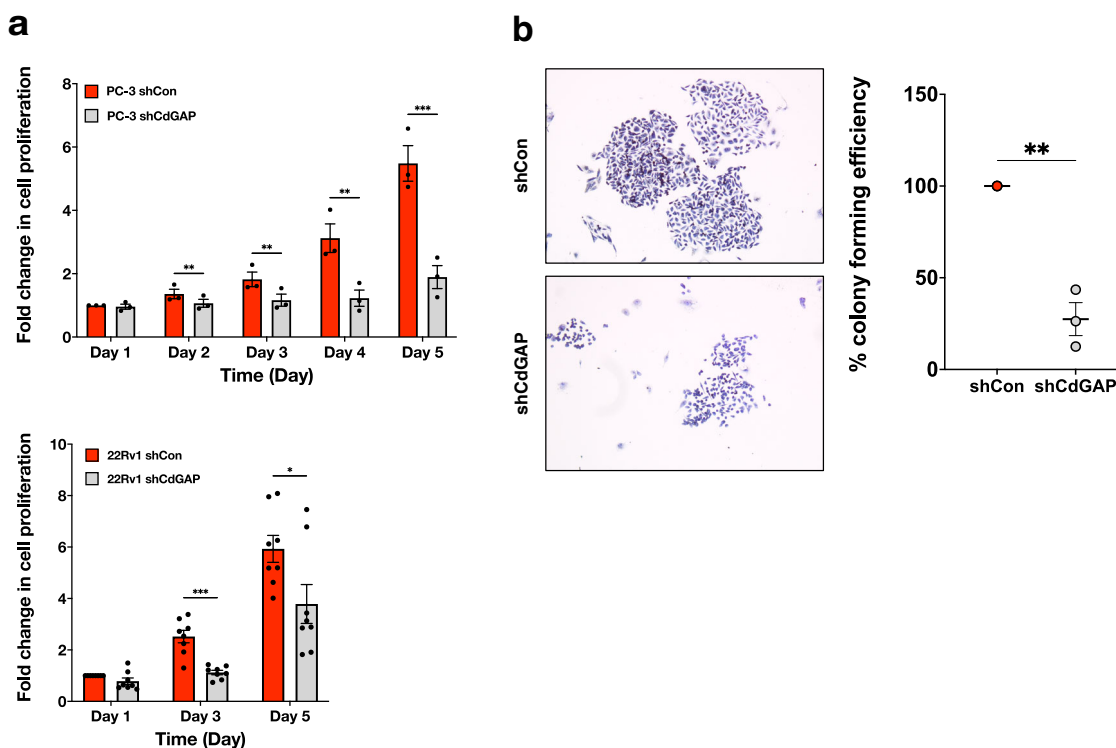 a
Fold change in cell proliferation
8
6
4
2
0
PC-3 shCon
PC-3 shCdGAP
**
**
**
***
Day 1 Day 2 Day 3 Day 4 Day 5
Time (Day)
Fold change in cell proliferation
10
8
6
4
2
0
22Rv1 shCon
22Rv1 shCdGAP
***
*
Day 1 Day 3 Day 5
Time (Day)
b
shCon
shCdGAP
% colony forming efficiency
150
100
50
0
**
shCon shCdGAP